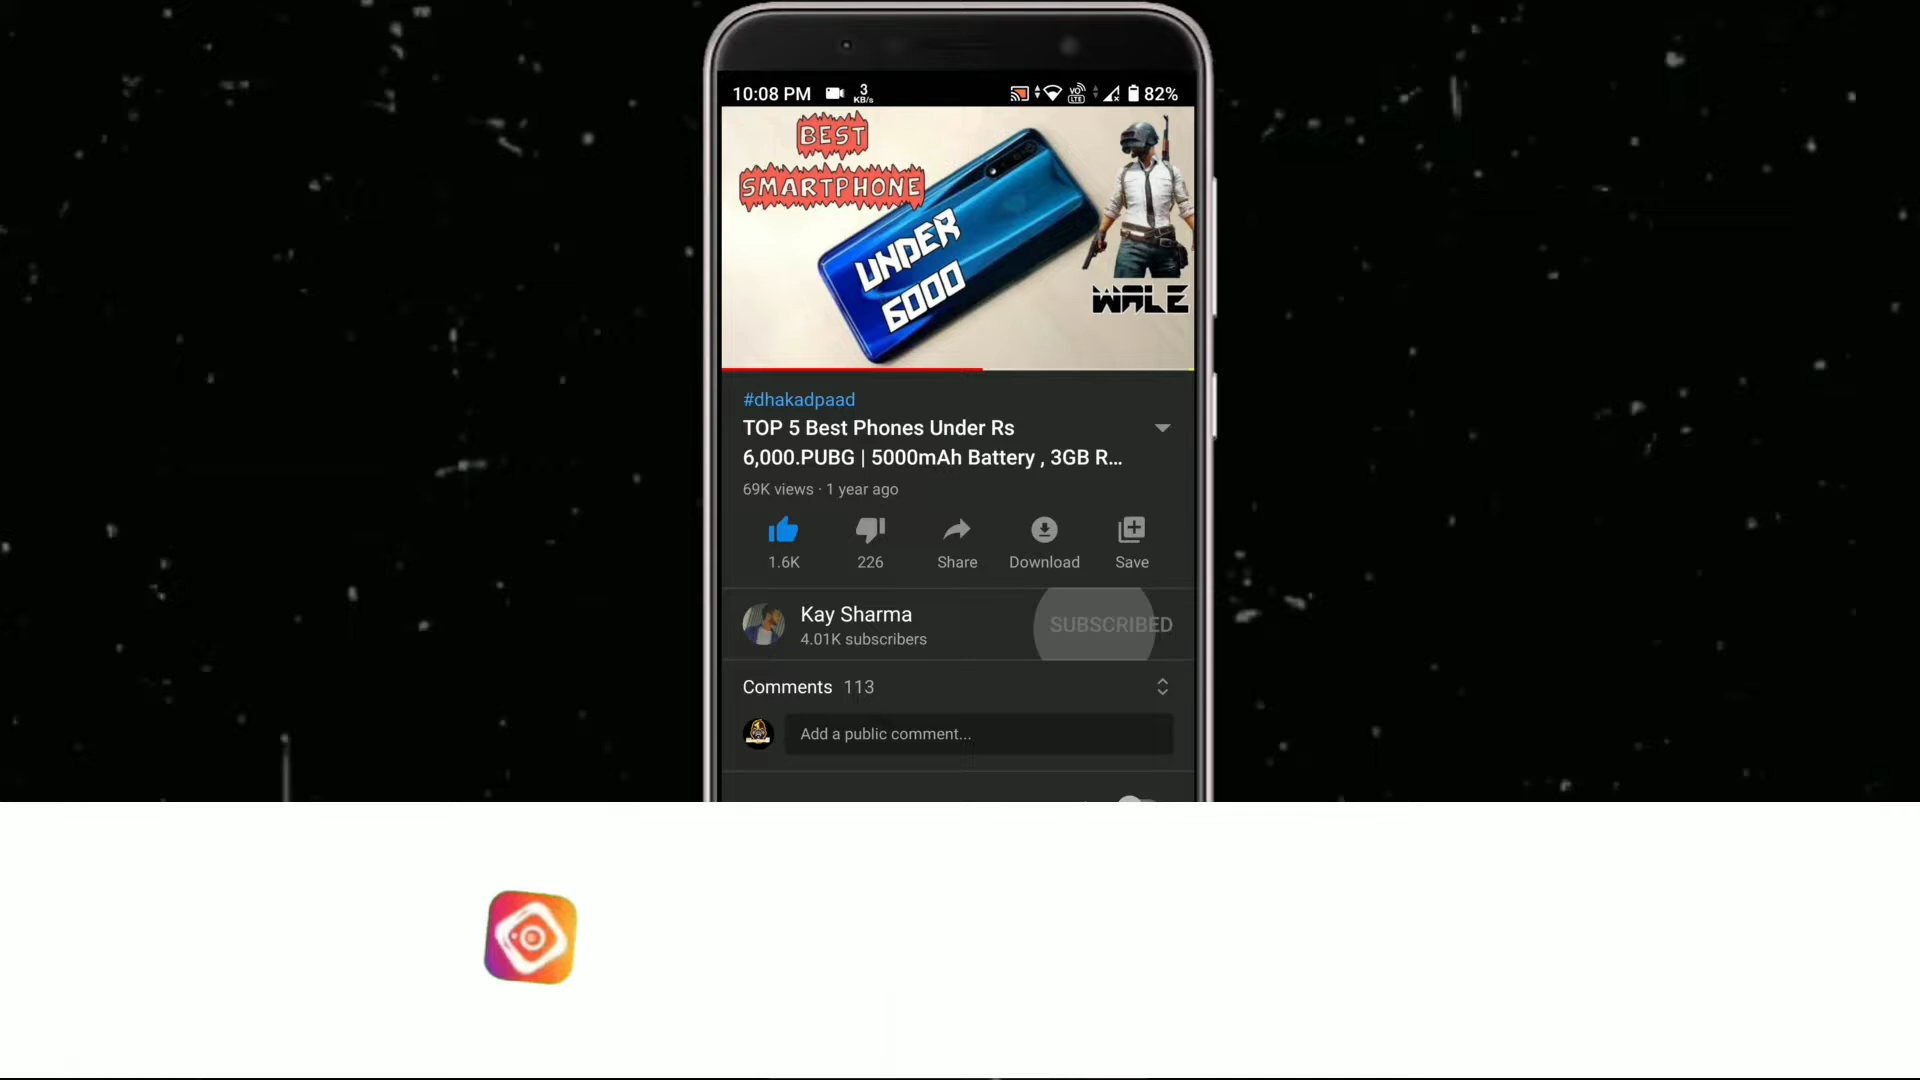 10:08 PM 3 KB/s VO LTE 82%
BEST
SMARTPHONE
UNDER
6000
WALE
#dhakadpaad
TOP 5 Best Phones Under Rs
6,000.PUBG | 5000mAh Battery , 3GB R...
69K views · 1 year ago
1.6K 226 Share Download Save
Kay Sharma
4.01K subscribers
SUBSCRIBED
Comments 113
Add a public comment...